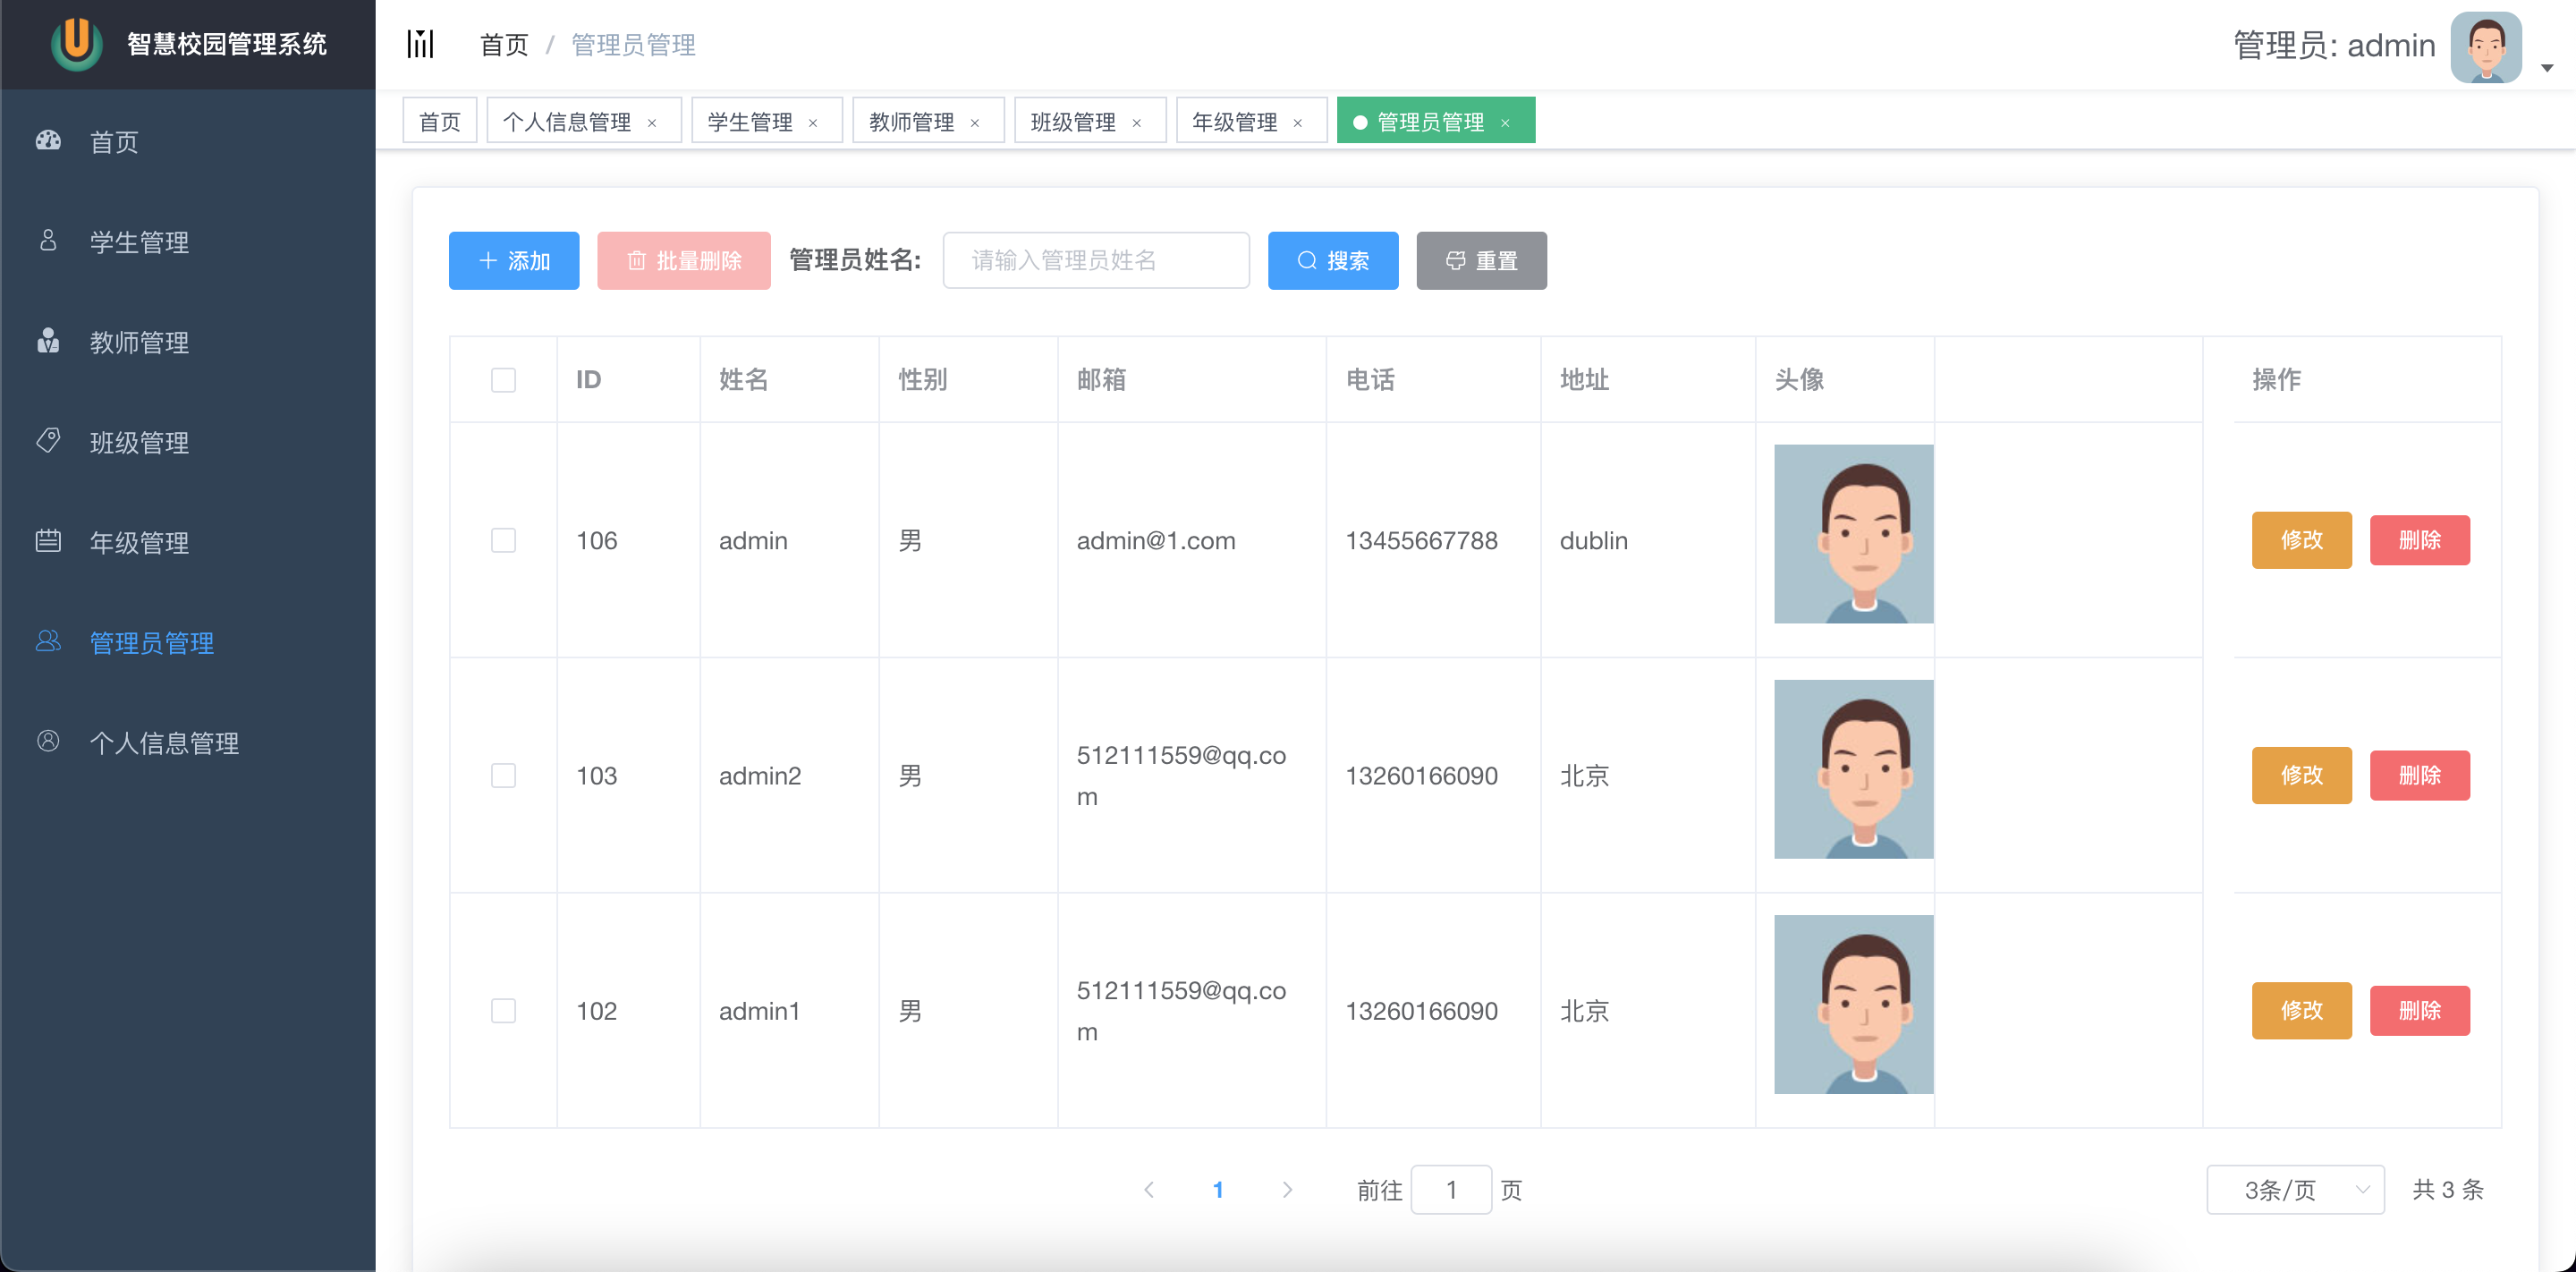 智慧校园管理系统
首页 / 管理员管理
管理员: admin
首页
个人信息管理 ×
学生管理 ×
教师管理 ×
班级管理 ×
年级管理 ×
管理员管理 ×
首页
学生管理
教师管理
班级管理
年级管理
管理员管理
个人信息管理
添加
批量删除
管理员姓名:
请输入管理员姓名
搜索
重置
ID 姓名 性别 邮箱 电话 地址 头像 操作
106 admin 男 admin@1.com 13455667788 dublin 修改 删除
103 admin2 男 512111559@qq.co
m
13260166090 北京 修改 删除
102 admin1 男 512111559@qq.co
m
13260166090 北京 修改 删除
1 前往 1 页 3条/页 共 3 条